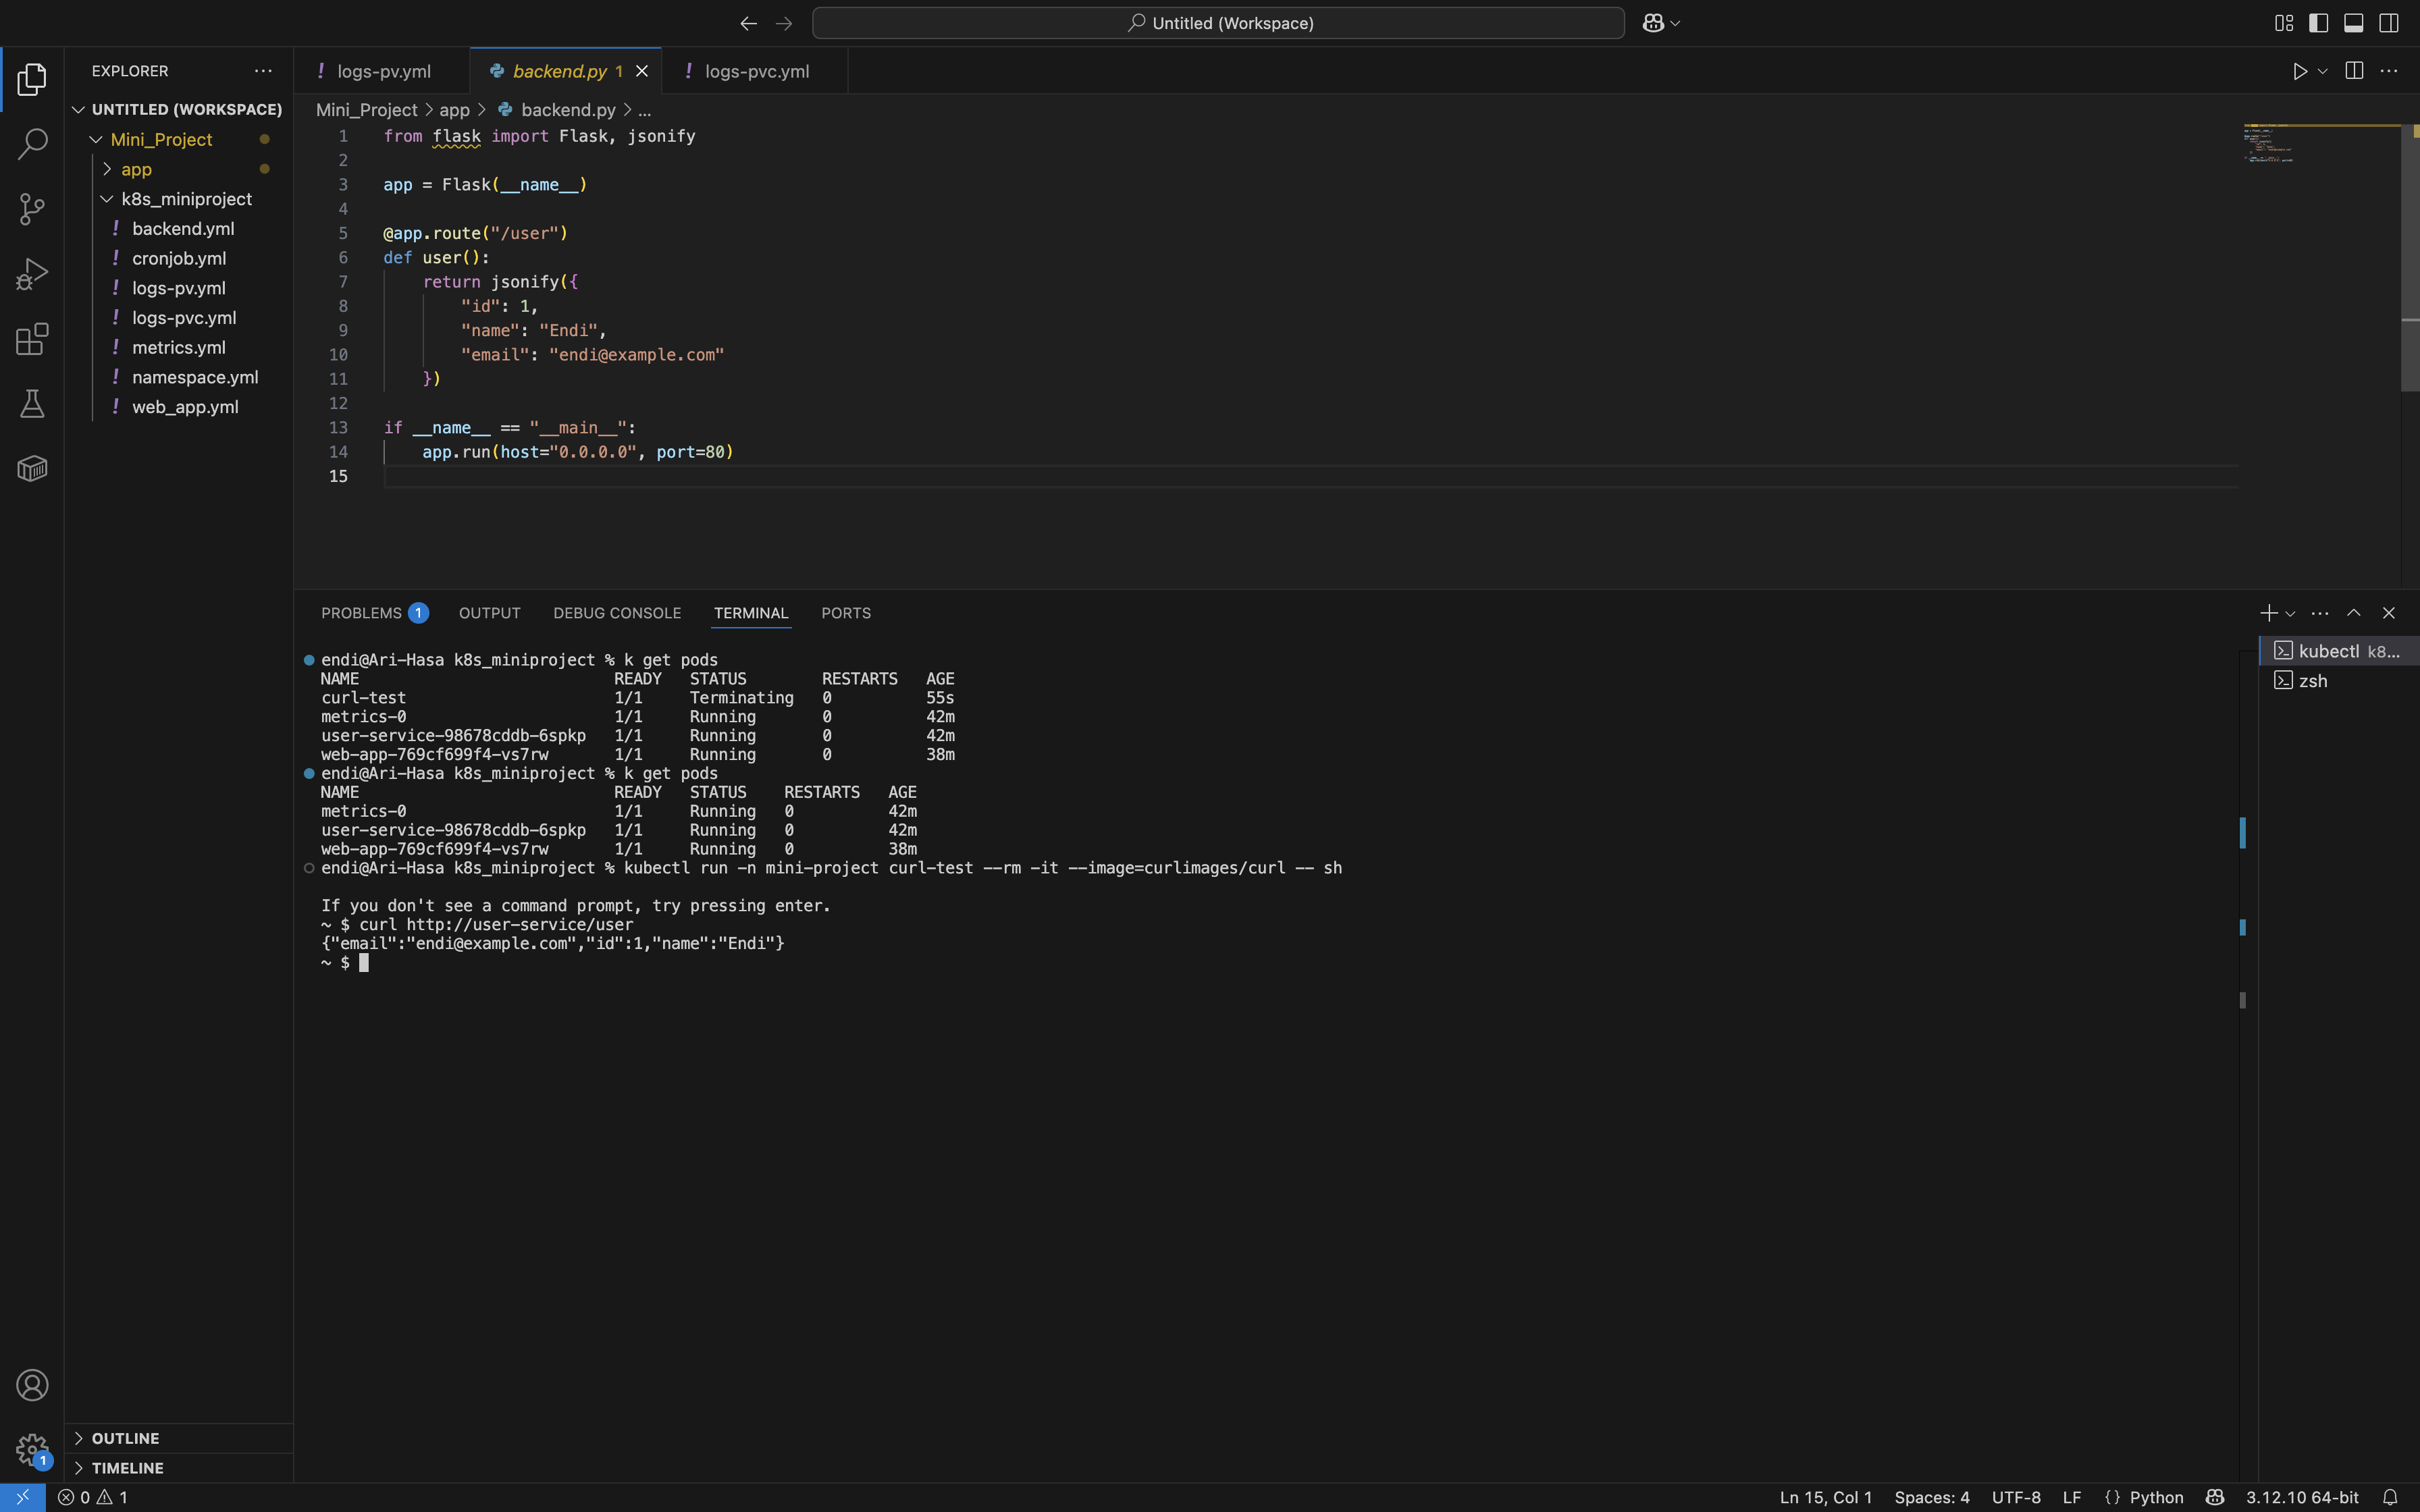 Untitled (Workspace)
EXPLORER
UNTITLED (WORKSPACE)
Mini_Project
app
k8s_miniproject
! backend.yml
! cronjob.yml
! logs-pv.yml
! logs-pvc.yml
! metrics.yml
! namespace.yml
! web_app.yml
OUTLINE
TIMELINE
! logs-pv.yml
backend.py 1
! logs-pvc.yml
Mini_Project > app > backend.py > ...
1 from flask import Flask, jsonify
2
3 app = Flask(__name__)
4
5 @app.route("/user")
6 def user():
7 return jsonify({
8 "id": 1,
9 "name": "Endi",
10 "email": "endi@example.com"
11 })
12
13 if __name__ == "__main__":
14 app.run(host="0.0.0.0", port=80)
15
PROBLEMS 1 OUTPUT DEBUG CONSOLE TERMINAL PORTS
endi@Ari-Hasa k8s_miniproject % k get pods
NAME READY STATUS RESTARTS AGE
curl-test 1/1 Terminating 0 55s
metrics-0 1/1 Running 0 42m
user-service-98678cddb-6spkp 1/1 Running 0 42m
web-app-769cf699f4-vs7rw 1/1 Running 0 38m
endi@Ari-Hasa k8s_miniproject % k get pods
NAME READY STATUS RESTARTS AGE
metrics-0 1/1 Running 0 42m
user-service-98678cddb-6spkp 1/1 Running 0 42m
web-app-769cf699f4-vs7rw 1/1 Running 0 38m
endi@Ari-Hasa k8s_miniproject % kubectl run -n mini-project curl-test --rm -it --image=curlimages/curl -- sh
If you don't see a command prompt, try pressing enter.
~ $ curl http://user-service/user
{"email":"endi@example.com","id":1,"name":"Endi"}
~ $
kubectl k8...
zsh
1
0 1
Ln 15, Col 1 Spaces: 4 UTF-8 LF {} Python 3.12.10 64-bit